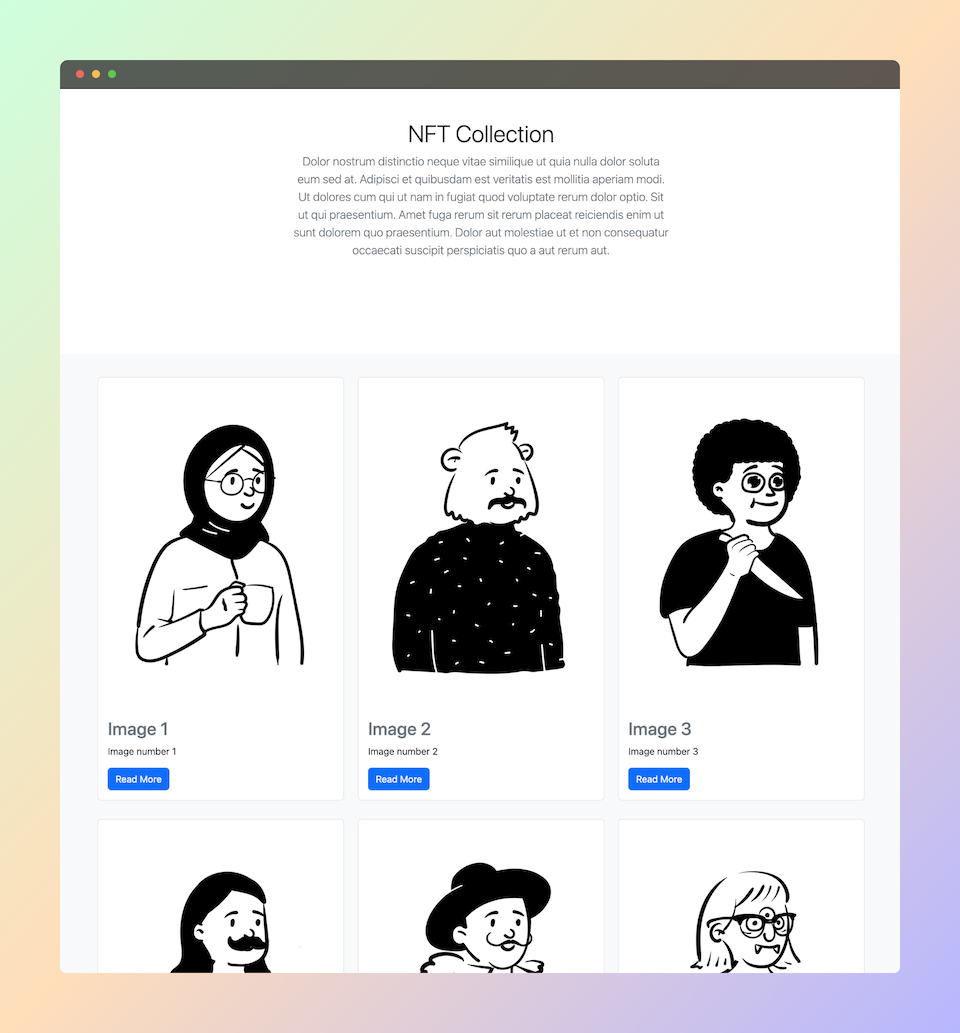 NFT Collection
Dolor nostrum distinctio neque vitae similique ut quia nulla dolor soluta
eum sed at. Adipisci et quibusdam est veritatis est mollitia aperiam modi.
Ut dolores cum qui ut nam in fugiat quod voluptate rerum dolor optio. Sit
ut qui praesentium. Amet fuga rerum sit rerum placeat reiciendis enim ut
sunt dolorem quo praesentium. Dolor aut molestiae ut et non consequatur
occaecati suscipit perspiciatis quo a aut rerum aut.
Image 1
Image number 1
Read More
Image 2
Image number 2
Read More
Image 3
Image number 3
Read More